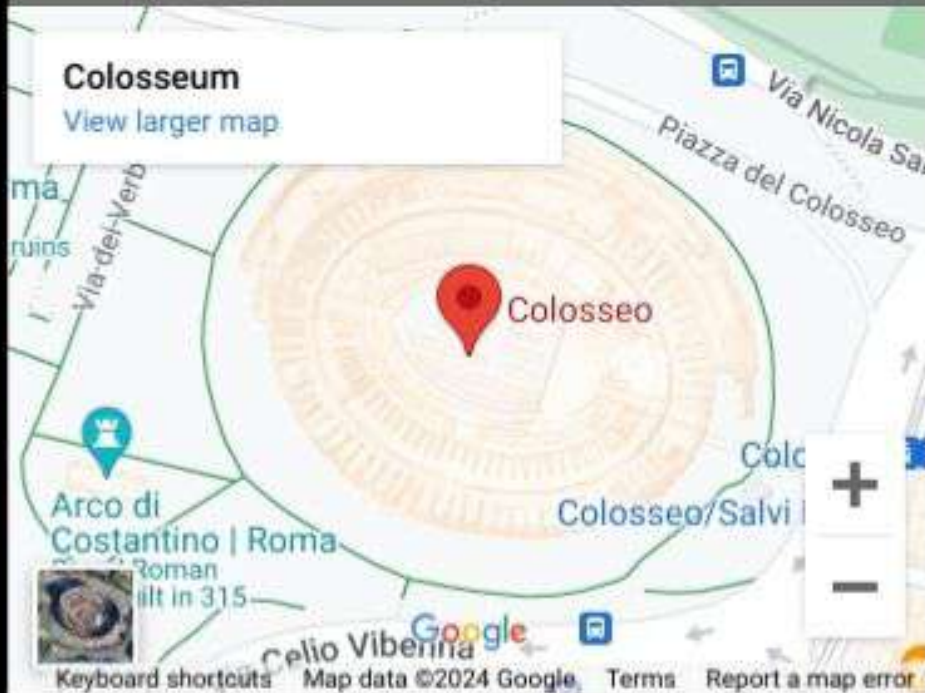 Colosseum
View larger map
Via Nicola Sal
Piazza del Colosseo
ma
ruins
Via del Verb
Colosseo
Colo
Colosseo/Salvi
Arco di
Costantino | Roma
Roman
ilt in 315
Celio Vibenna
Google
Keyboard shortcuts Map data ©2024 Google Terms Report a map error